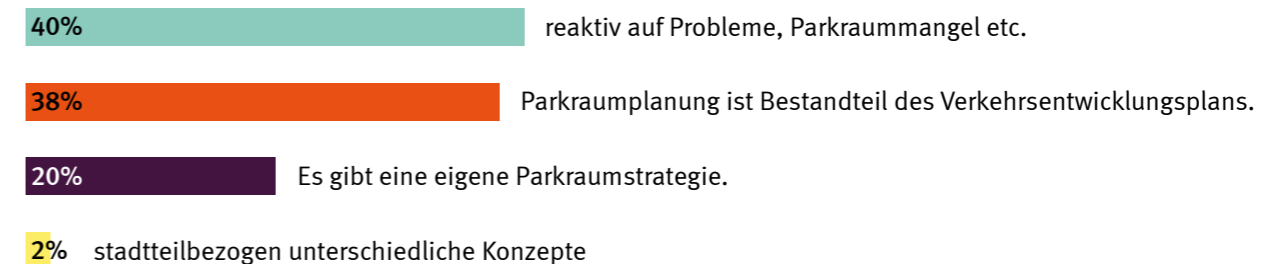 40% reaktiv auf Probleme, Parkraummangel etc.
38% Parkraumplanung ist Bestandteil des Verkehrsentwicklungsplans.
20% Es gibt eine eigene Parkraumstrategie.
2% stadtteilbezogen unterschiedliche Konzepte